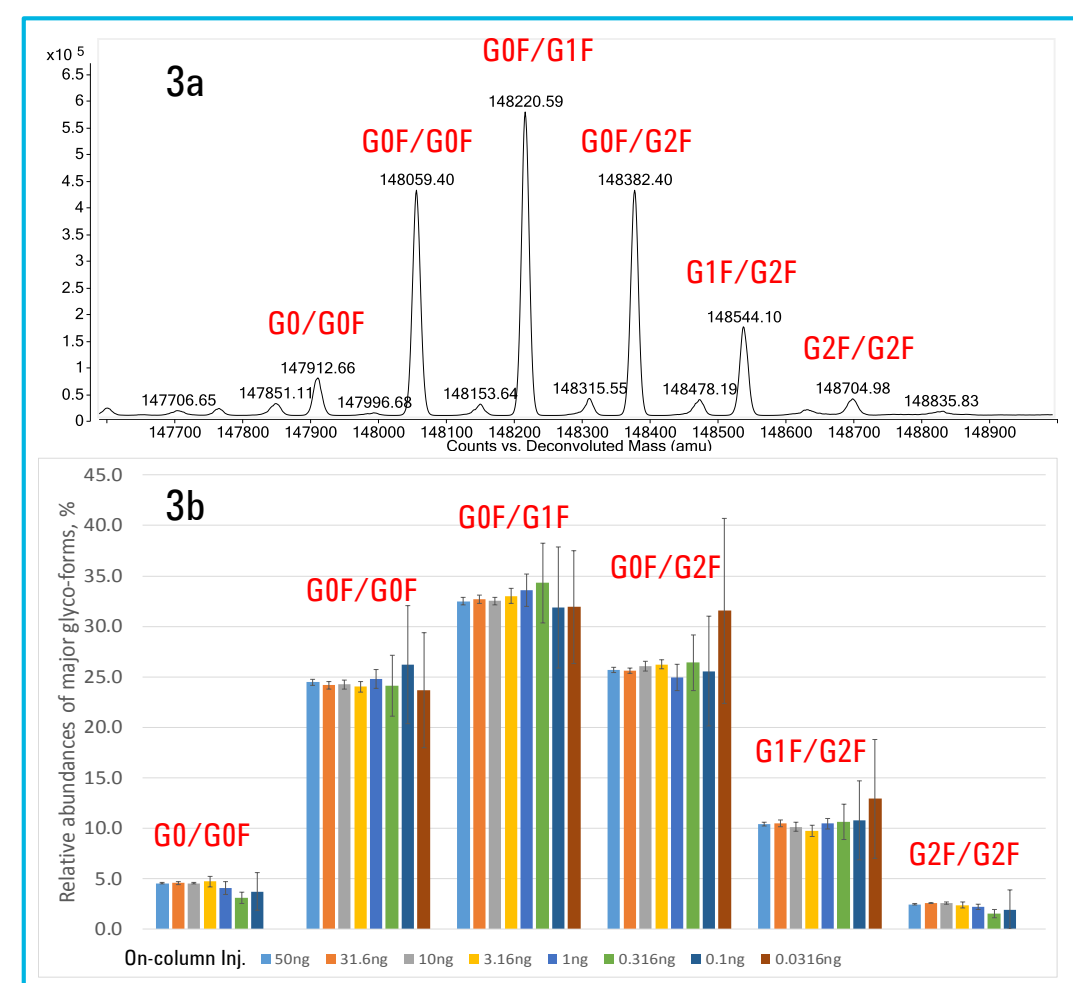 x10 5
3a
G0F/G1F
6.5
6
5.5
5
4.5
4
3.5
3
2.5
2
1.5
1
0.5
0
148220.59
G0F/G0F
148059.40
G0F/G2F
148382.40
G1F/G2F
148544.10
G0/G0F
147912.66
G2F/G2F
148704.98
147706.65
147851.11
147996.68
148153.64
148315.55
148478.19
148835.83
147700 147800 147900 148000 148100 148200 148300 148400 148500 148600 148700 148800 148900
Counts vs. Deconvoluted Mass (amu)
3b
Relative abundances of major glyco-forms, %
45.0
40.0
35.0
30.0
25.0
20.0
15.0
10.0
5.0
0.0
G0/G0F
G0F/G0F
G0F/G1F
G0F/G2F
G1F/G2F
G2F/G2F
On-column Inj. 50ng 31.6ng 10ng 3.16ng 1ng 0.316ng 0.1ng 0.0316ng